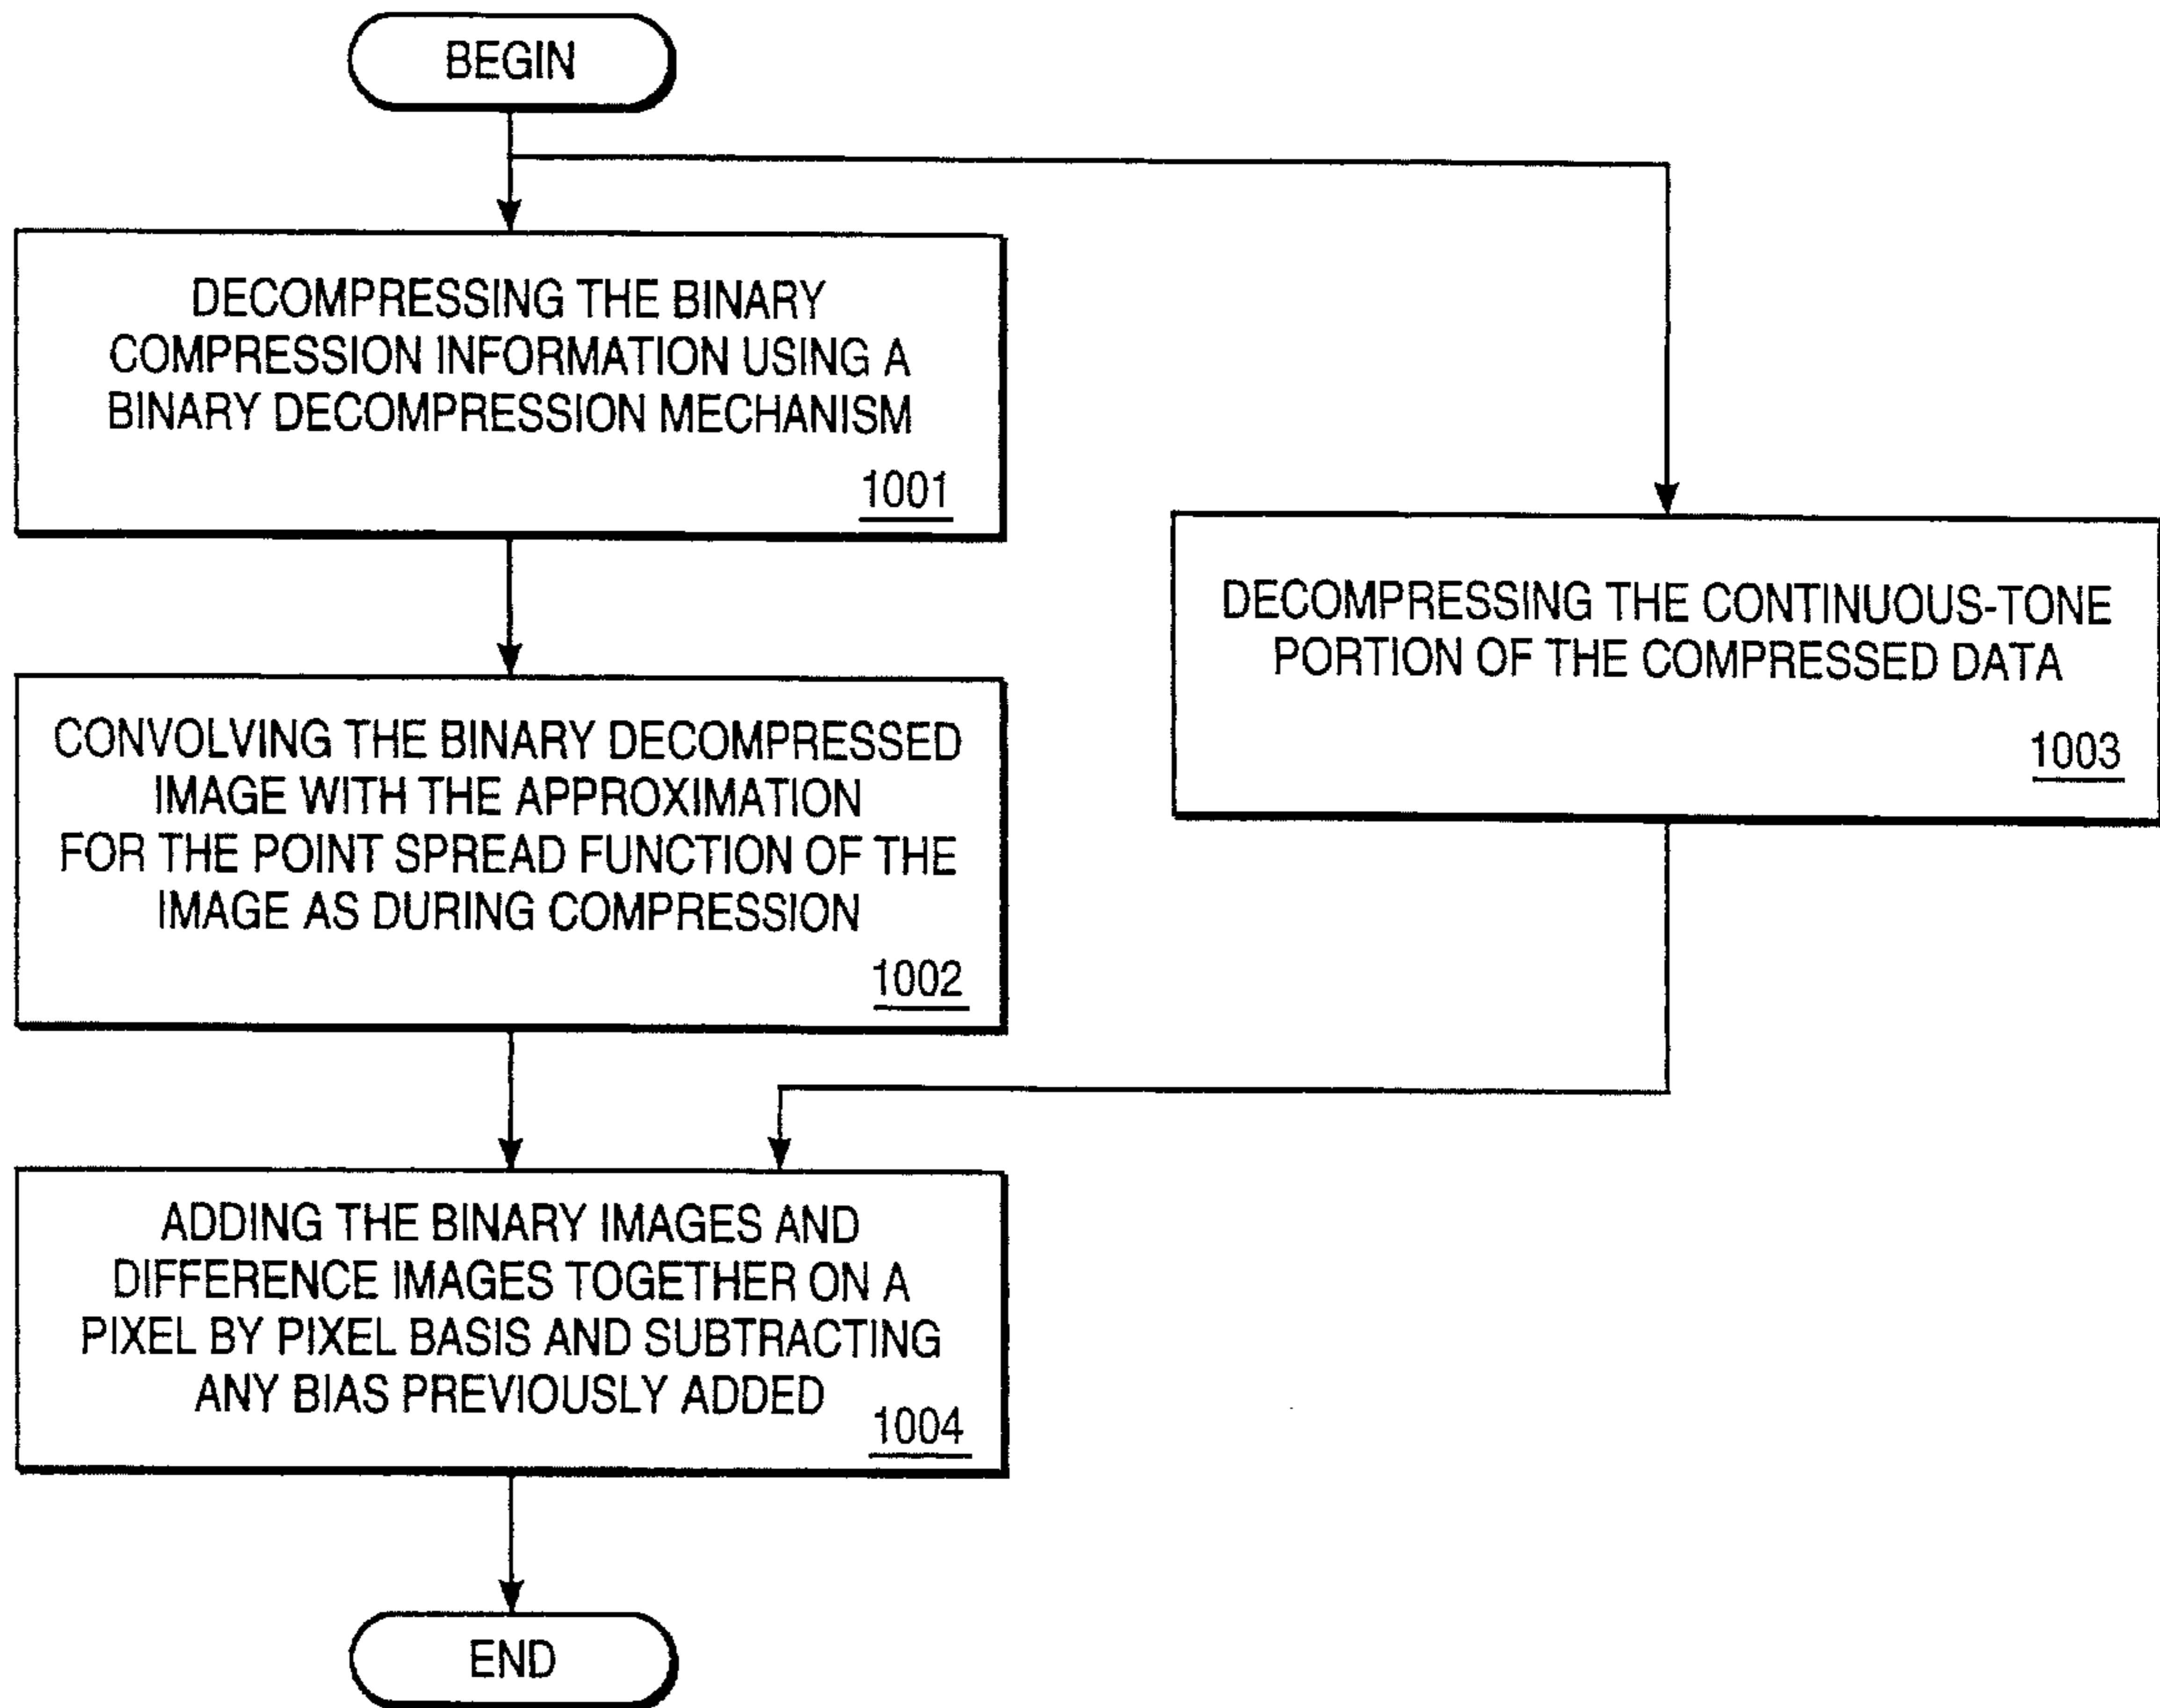 BEGIN
DECOMPRESSING THE BINARY
COMPRESSION INFORMATION USING A
BINARY DECOMPRESSION MECHANISM
1001
CONVOLVING THE BINARY DECOMPRESSED
IMAGE WITH THE APPROXIMATION
FOR THE POINT SPREAD FUNCTION OF THE
IMAGE AS DURING COMPRESSION
1002
DECOMPRESSING THE CONTINUOUS-TONE
PORTION OF THE COMPRESSED DATA
1003
ADDING THE BINARY IMAGES AND
DIFFERENCE IMAGES TOGETHER ON A
PIXEL BY PIXEL BASIS AND SUBTRACTING
ANY BIAS PREVIOUSLY ADDED
1004
END